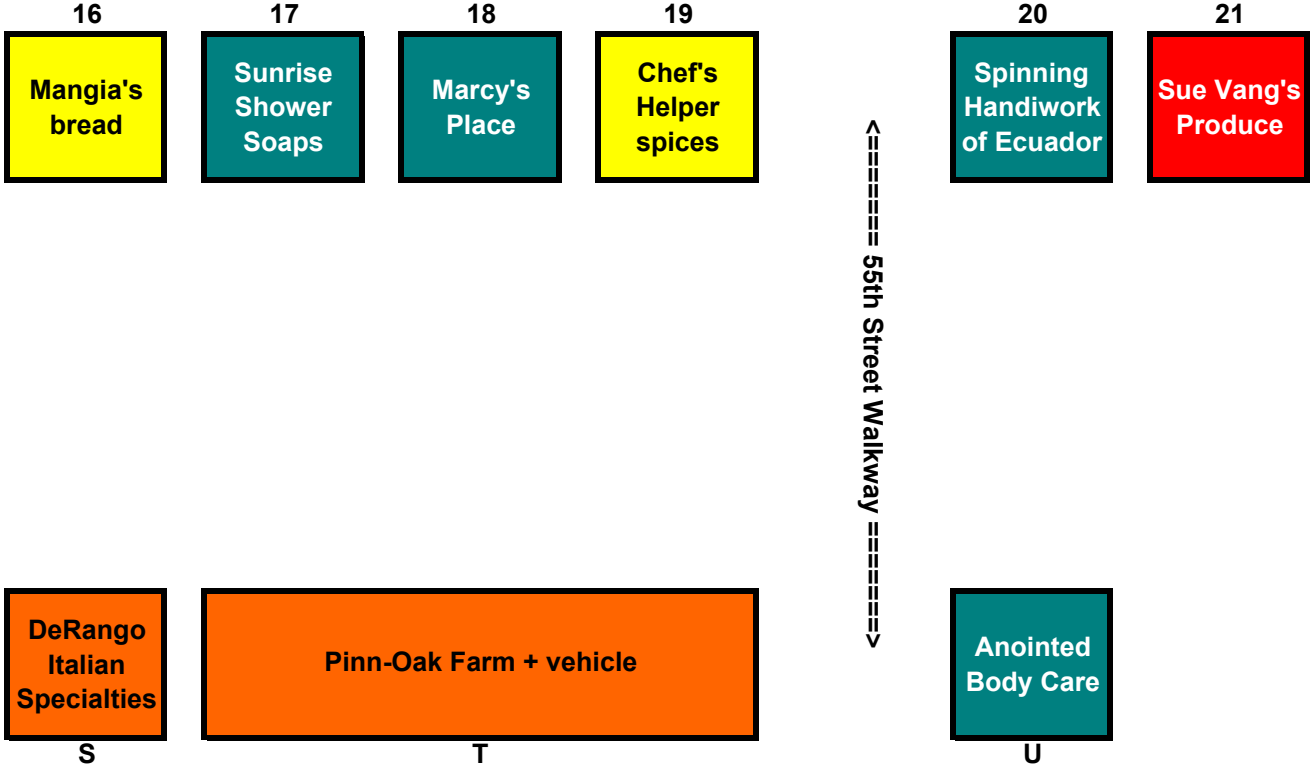 16
17
18
19
20
21
Mangia's
bread
Sunrise
Shower
Soaps
Marcy's
Place
Chef's
Helper
spices
Spinning
Handiwork
of Ecuador
Sue Vang's
Produce
<======== 55th Street Walkway ========>
DeRango
Italian
Specialties
Pinn-Oak Farm + vehicle
Anointed
Body Care
S
T
U